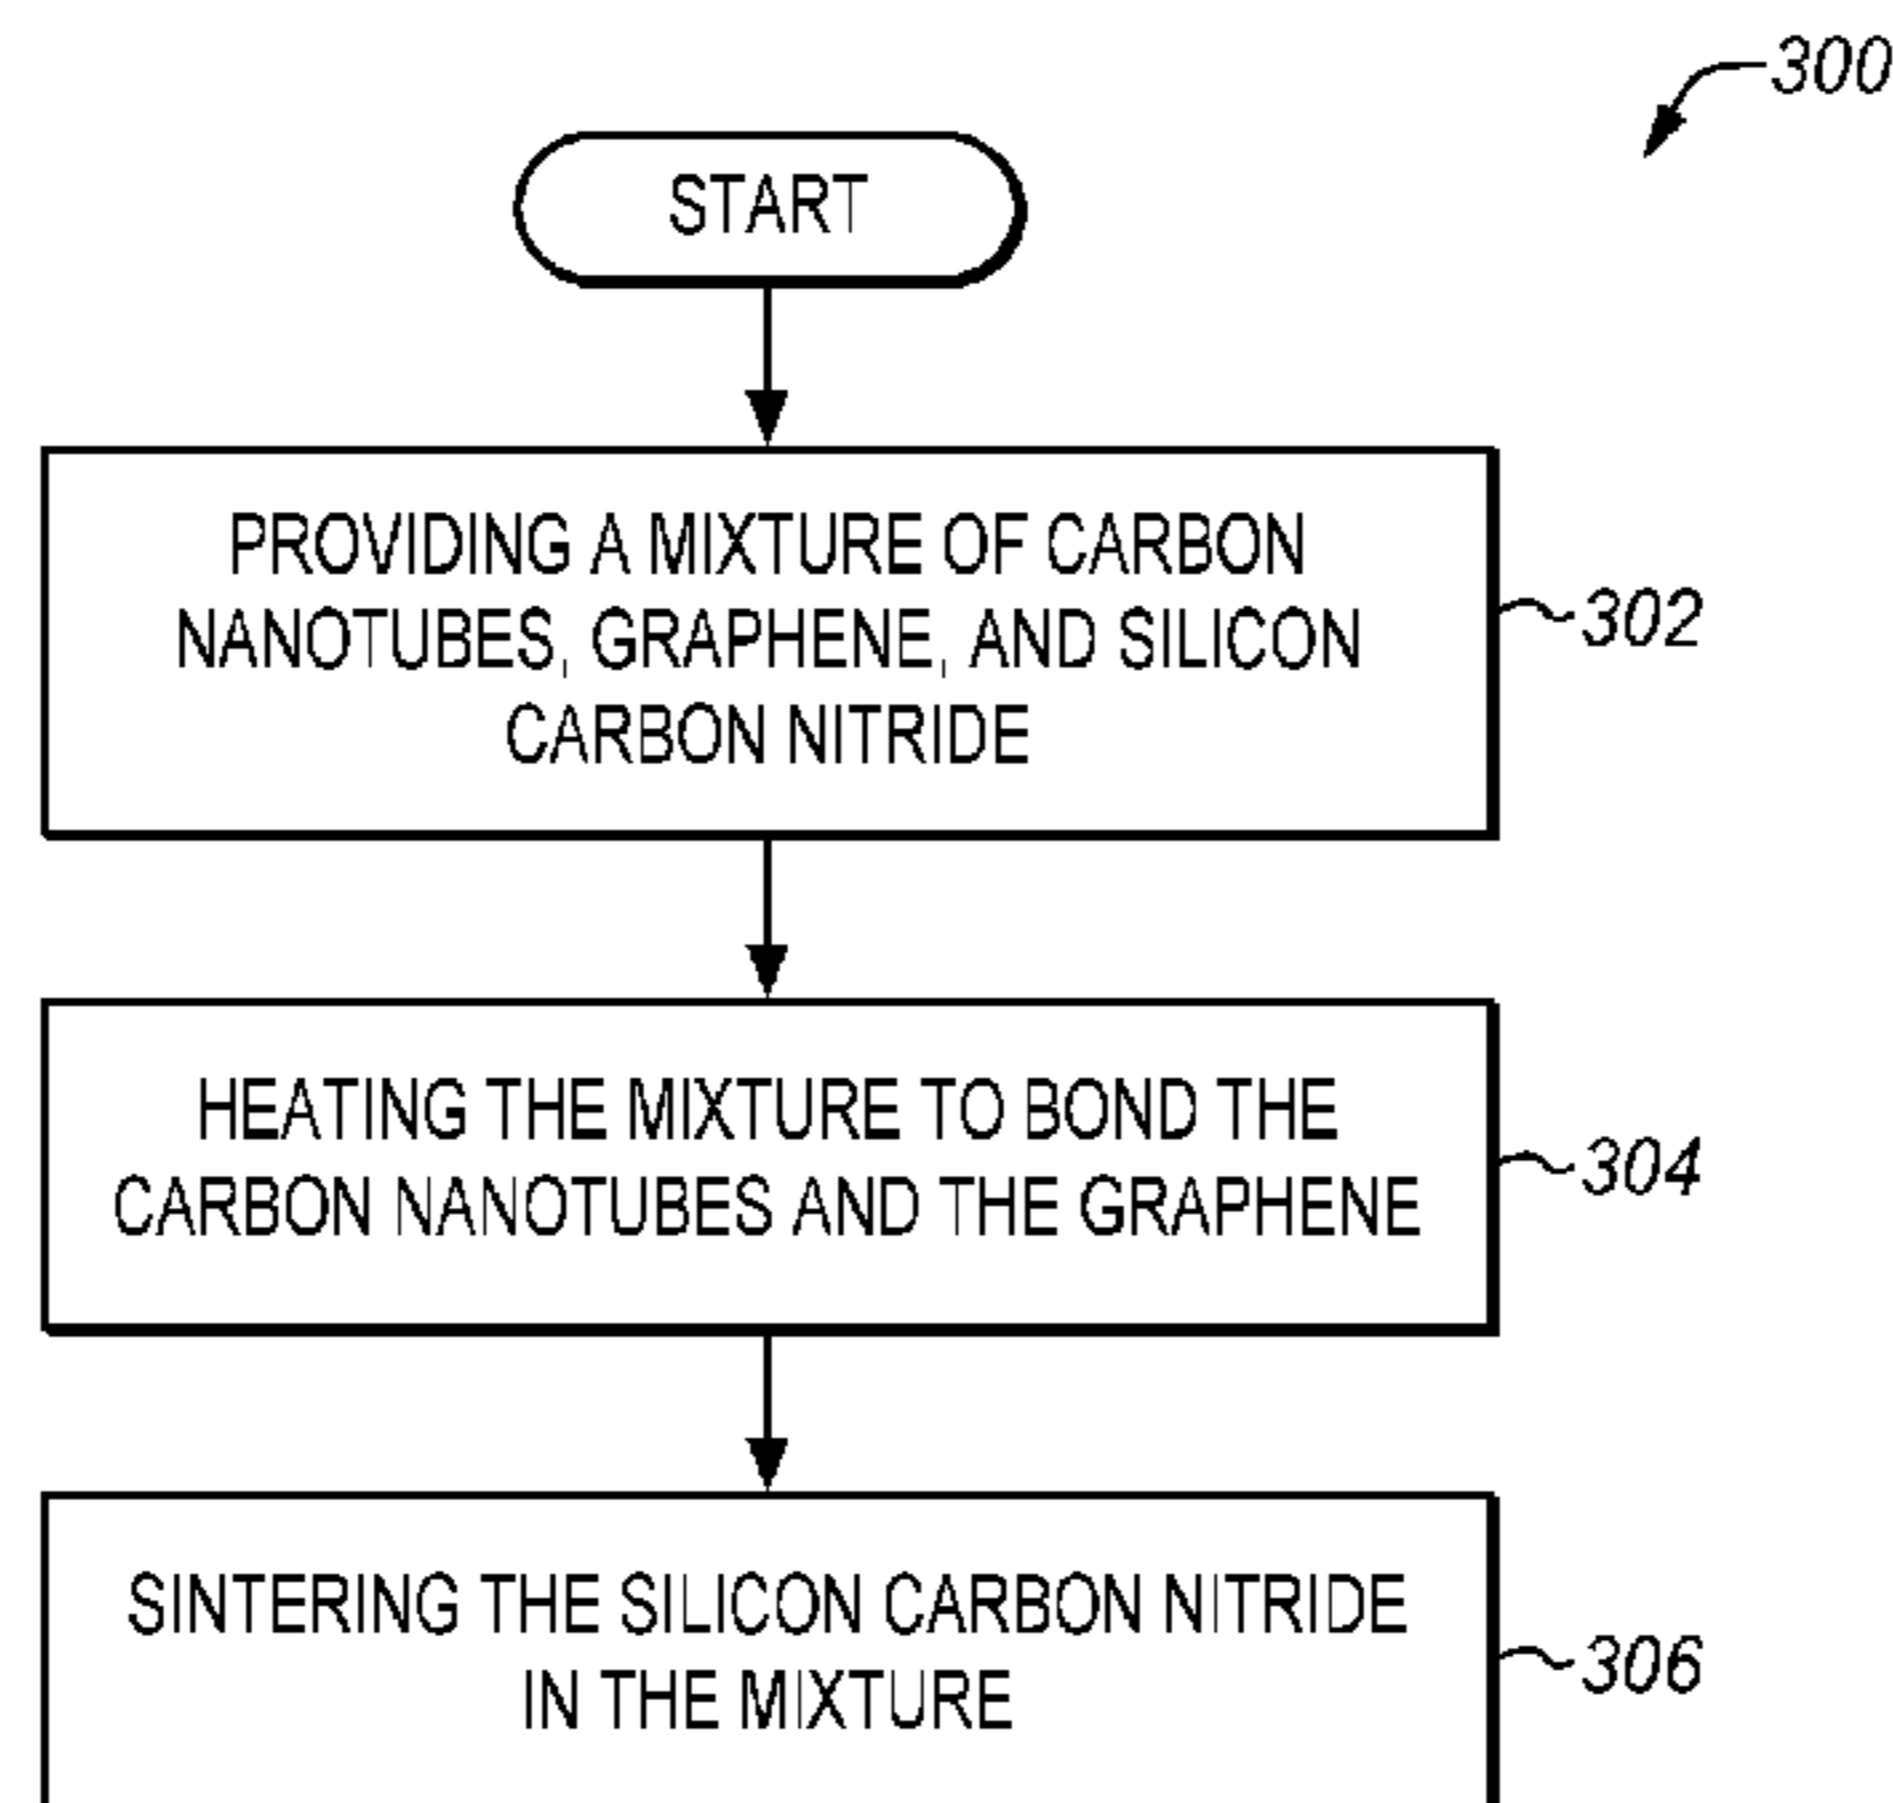 300
START
PROVIDING A MIXTURE OF CARBON
NANOTUBES, GRAPHENE, AND SILICON
CARBON NITRIDE
302
HEATING THE MIXTURE TO BOND THE
CARBON NANOTUBES AND THE GRAPHENE
304
SINTERING THE SILICON CARBON NITRIDE
IN THE MIXTURE
306